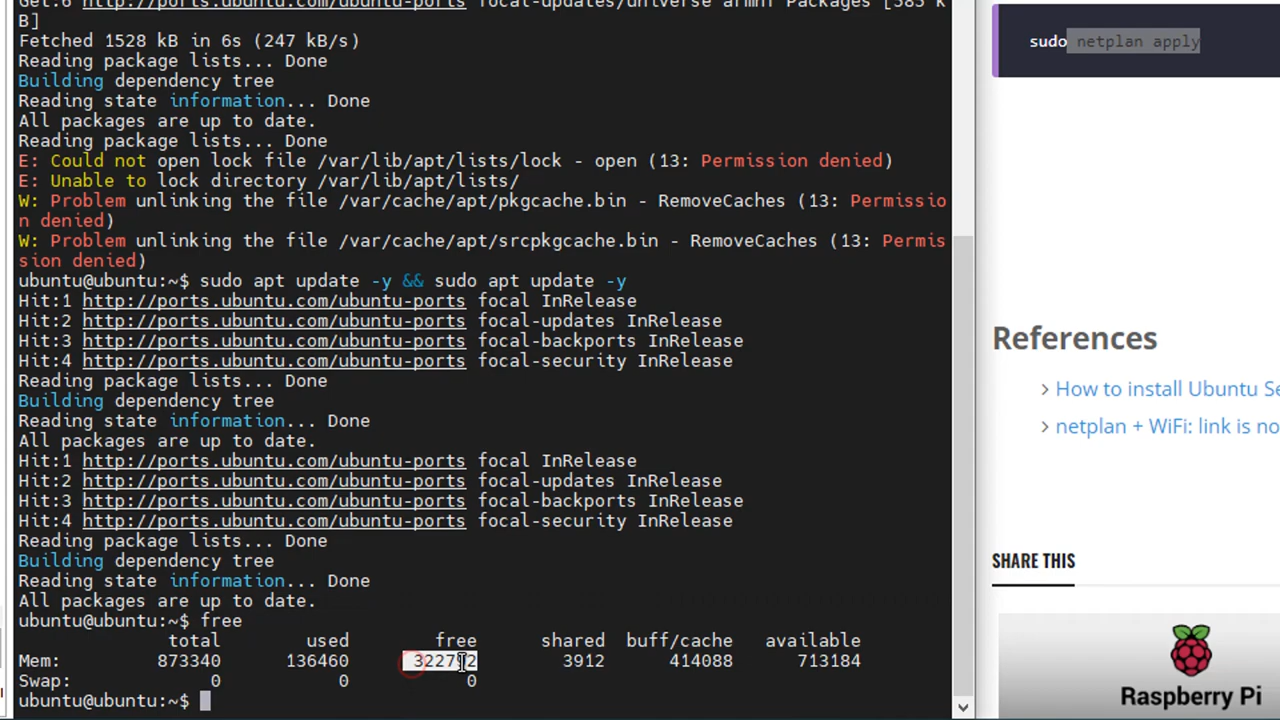 Get:6 http://ports.ubuntu.com/ubuntu-ports focal-updates/universe armhf Packages [585 k
B]
Fetched 1528 kB in 6s (247 kB/s)
Reading package lists... Done
Building dependency tree
Reading state information... Done
All packages are up to date.
Reading package lists... Done
E: Could not open lock file /var/lib/apt/lists/lock - open (13: Permission denied)
E: Unable to lock directory /var/lib/apt/lists/
W: Problem unlinking the file /var/cache/apt/pkgcache.bin - RemoveCaches (13: Permissio
n denied)
W: Problem unlinking the file /var/cache/apt/srcpkgcache.bin - RemoveCaches (13: Permis
sion denied)
ubuntu@ubuntu:~$ sudo apt update -y && sudo apt update -y
Hit:1 http://ports.ubuntu.com/ubuntu-ports focal InRelease
Hit:2 http://ports.ubuntu.com/ubuntu-ports focal-updates InRelease
Hit:3 http://ports.ubuntu.com/ubuntu-ports focal-backports InRelease
Hit:4 http://ports.ubuntu.com/ubuntu-ports focal-security InRelease
Reading package lists... Done
Building dependency tree
Reading state information... Done
All packages are up to date.
Hit:1 http://ports.ubuntu.com/ubuntu-ports focal InRelease
Hit:2 http://ports.ubuntu.com/ubuntu-ports focal-updates InRelease
Hit:3 http://ports.ubuntu.com/ubuntu-ports focal-backports InRelease
Hit:4 http://ports.ubuntu.com/ubuntu-ports focal-security InRelease
Reading package lists... Done
Building dependency tree
Reading state information... Done
All packages are up to date.
ubuntu@ubuntu:~$ free
total used free shared buff/cache available
Mem: 873340 136460 322792 3912 414088 713184
Swap: 0 0 0
ubuntu@ubuntu:~$
sudo netplan apply
References
How to install Ubuntu Se
netplan + WiFi: link is no
SHARE THIS
Raspberry Pi